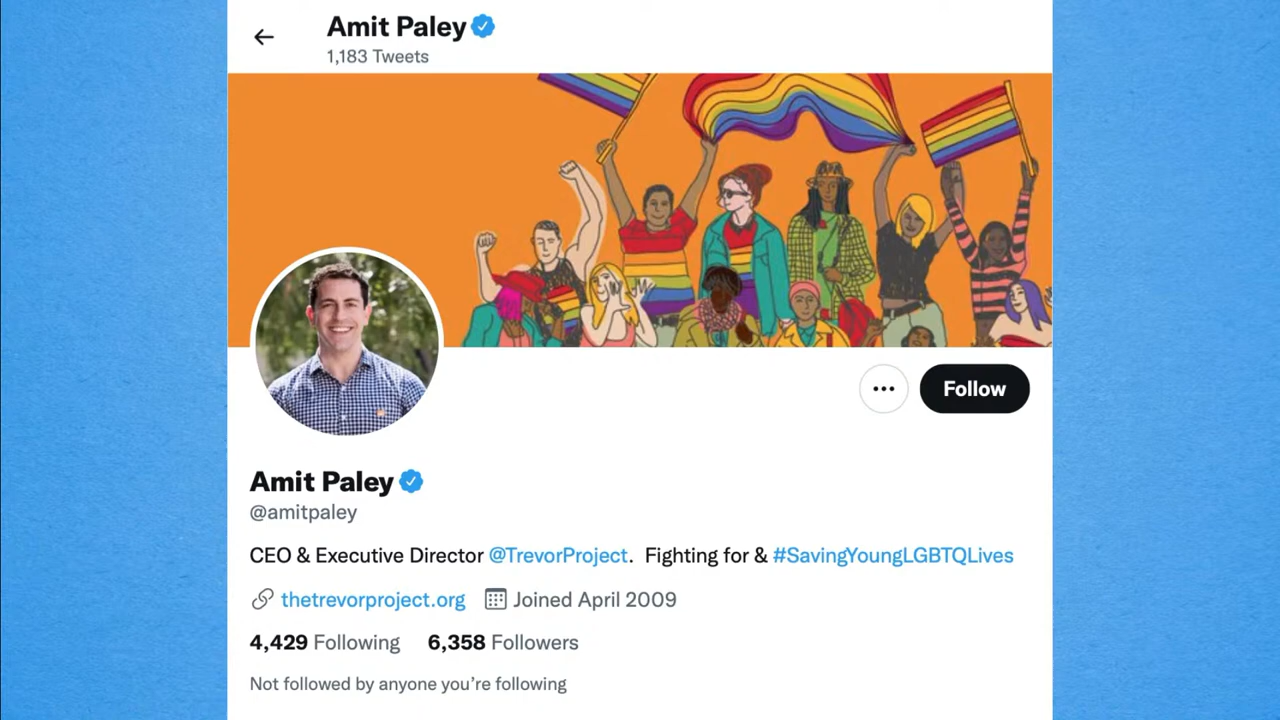 Amit Paley
1,183 Tweets
Follow
Amit Paley
@amitpaley
CEO & Executive Director @TrevorProject. Fighting for & #SavingYoungLGBTQLives
thetrevorproject.org Joined April 2009
4,429 Following 6,358 Followers
Not followed by anyone you’re following